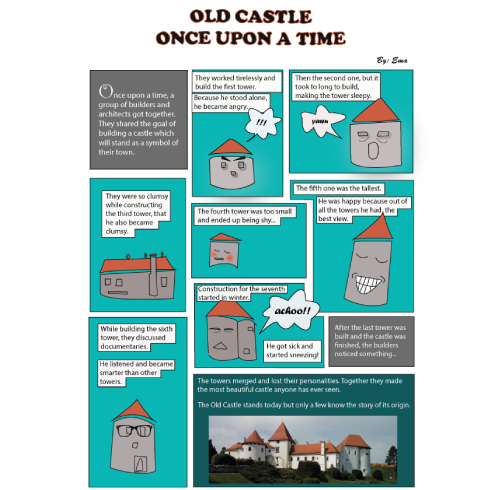 OLD CASTLE
ONCE UPON A TIME
By: Ema
Once upon a time, a
group of builders and
architects got together.
They shared the goal of
building a castle which
will stand as a symbol of
their town.
They worked tirelessly and
build the first tower.
Because he stood alone,
he became angry.
!!!
Then the second one, but it
took to long to build,
making the tower sleepy.
yawn
They were so clumsy
while constructing
the third tower, that
he also became
clumsy.
The fourth tower was too small
and ended up being shy...
The fifth one was the tallest.
He was happy because out of
all the towers he had, the
best view.
While building the sixth
tower, they discussed
documentaries.
He listened and became
smarter than other
towers.
Construction for the seventh
started in winter.
achoo!!
He got sick and
started sneezing!
After the last tower was
built and the castle was
finished, the builders
noticed something...
The towers merged and lost their personalities. Together they made
the most beautiful castle anyone has ever seen.
The Old Castle stands today but only a few know the story of its origin.